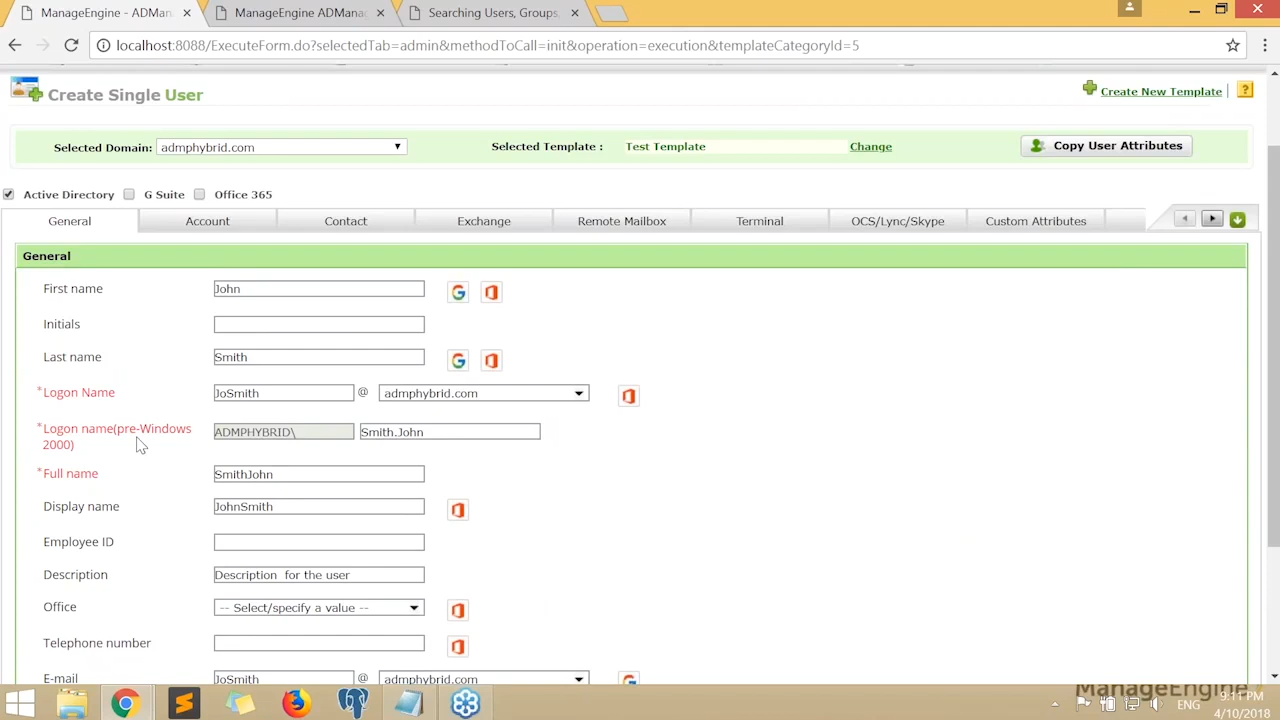 ManageEngine - ADMan
ManageEngine ADMana
Searching Users, Groups,
localhost:8088/ExecuteForm.do?selectedTab=admin&methodToCall=init&operation=execution&templateCategoryId=5
Create Single User
Create New Template
?
Selected Domain:
admphybrid.com
Selected Template :
Test Template
Change
Copy User Attributes
Active Directory
G Suite
Office 365
General
Account
Contact
Exchange
Remote Mailbox
Terminal
OCS/Lync/Skype
Custom Attributes
General
First name
John
Initials
Last name
Smith
*Logon Name
JoSmith
@
admphybrid.com
*Logon name(pre-Windows
2000)
ADMPHYBRID\
Smith.John
*Full name
SmithJohn
Display name
JohnSmith
Employee ID
Description
Description for the user
Office
-- Select/specify a value --
Telephone number
E-mail
JoSmith
@
admphybrid.com
ManageEngine
ENG
9:11 PM
4/10/2018